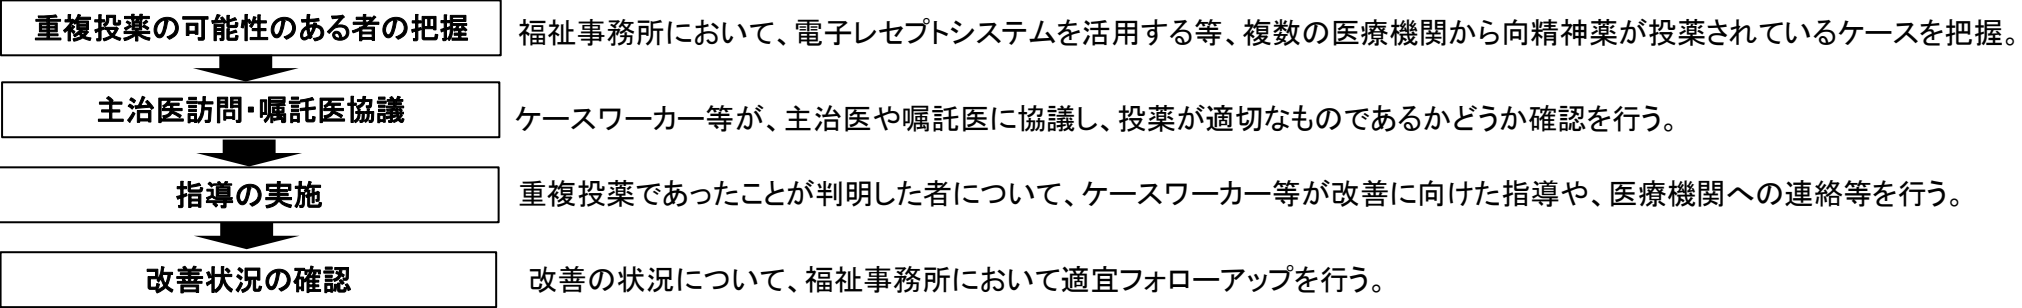 重複投薬の可能性のある者の把握
福祉事務所において、電子レセプトシステムを活用する等、複数の医療機関から向精神薬が投薬されているケースを把握。
主治医訪問・嘱託医協議
ケースワーカー等が、主治医や嘱託医に協議し、投薬が適切なものであるかどうか確認を行う。
指導の実施
重複投薬であったことが判明した者について、ケースワーカー等が改善に向けた指導や、医療機関への連絡等を行う。
改善状況の確認
改善の状況について、福祉事務所において適宜フォローアップを行う。